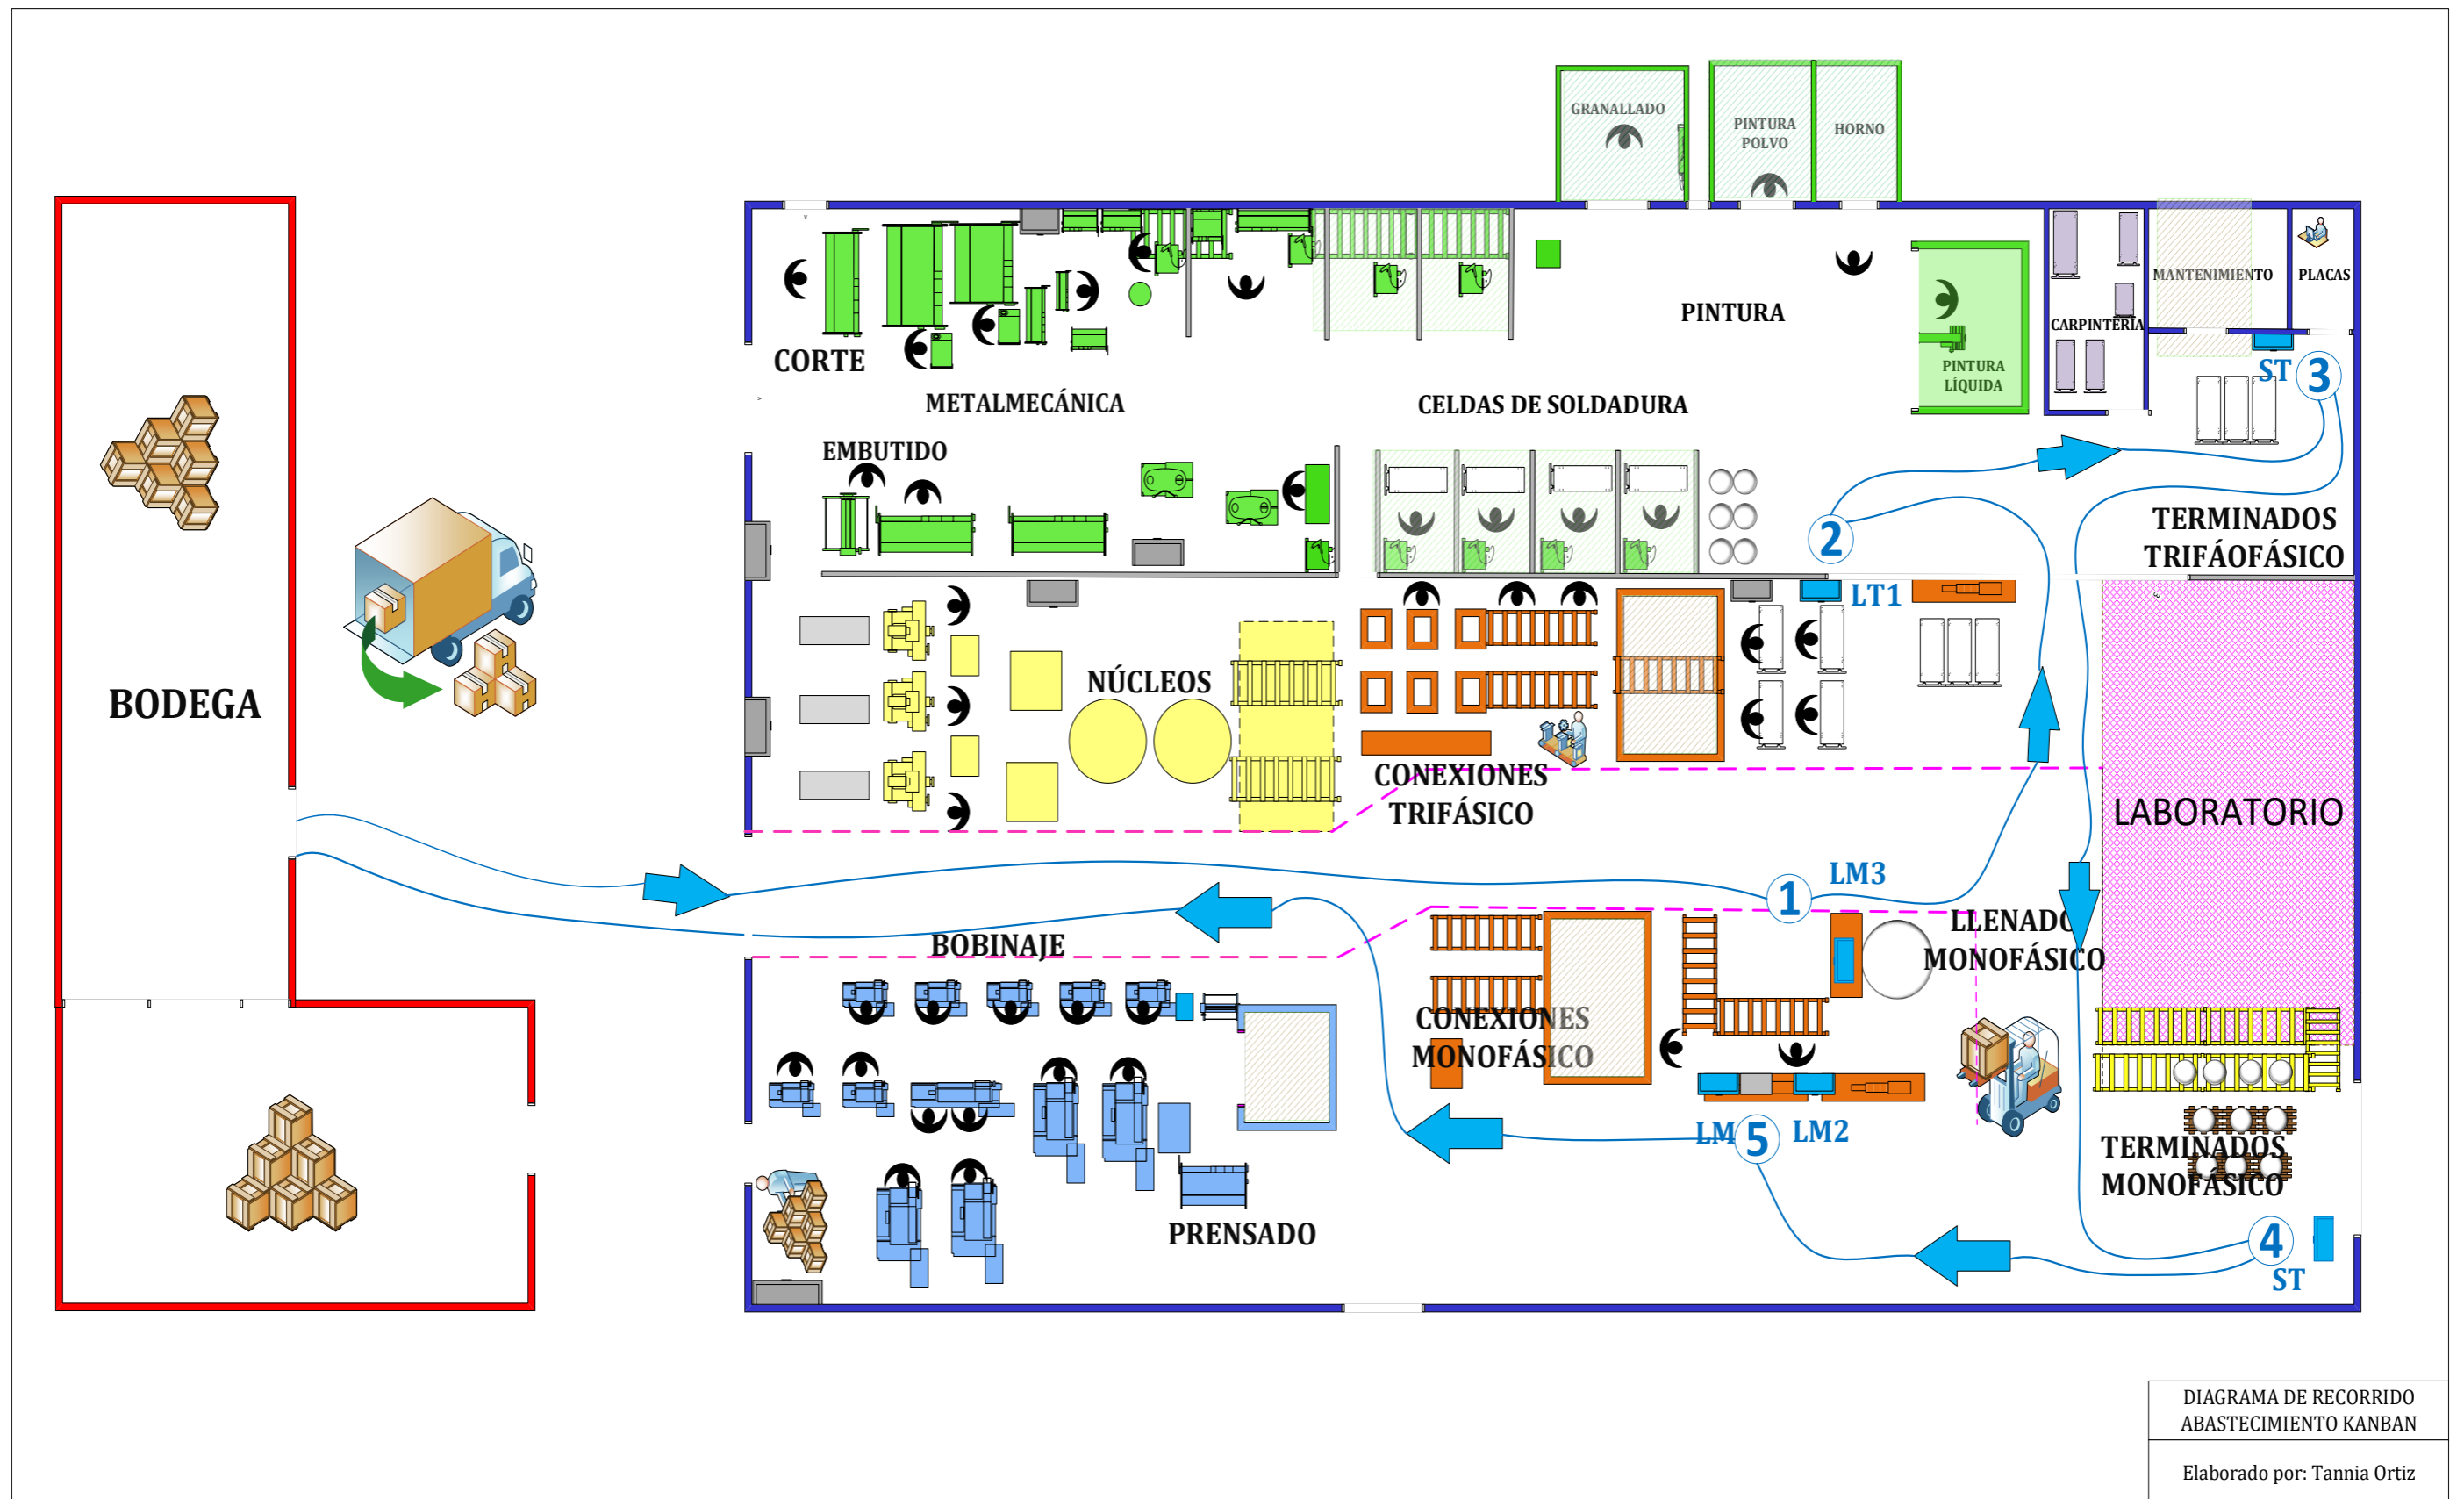 GRANALLADO
PINTURA
POLVO
HORNO
MANTENIMIENTO
PLACAS
CARPINTERÍA
PINTURA
CORTE
METALMECÁNICA
CELDAS DE SOLDADURA
PINTURA
LÍQUIDA
ST
3
EMBUTIDO
2
TERMINADOS
TRIFÁOFÁSICO
LT1
NÚCLEOS
BODEGA
CONEXIONES
TRIFÁSICO
LABORATORIO
1
LM3
LLENADO
MONOFÁSICO
BOBINAJE
CONEXIONES
MONOFÁSICO
LM
5
LM2
TERMINADOS
MONOFÁSICO
PRENSADO
4
ST
DIAGRAMA DE RECORRIDO
ABASTECIMIENTO KANBAN
Elaborado por: Tannia Ortiz